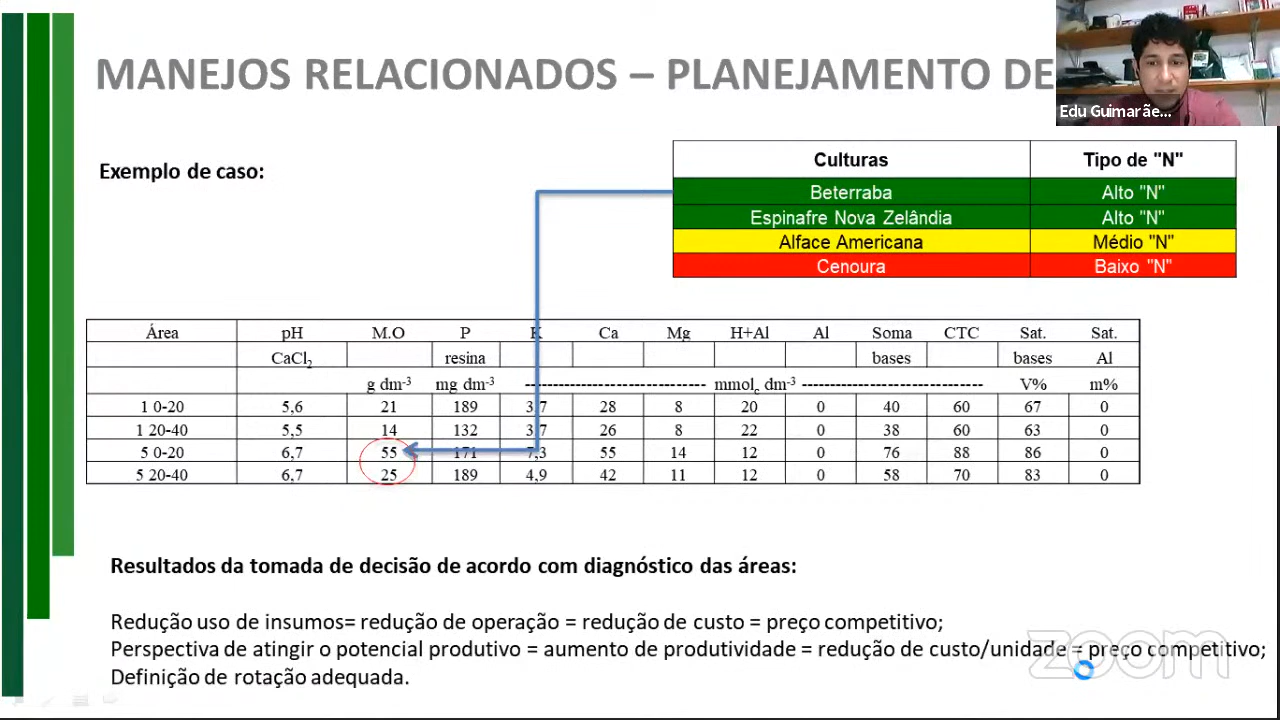 MANEJOS RELACIONADOS – PLANEJAMENTO DE
Edu Guimarãe...
Exemplo de caso:
Culturas Tipo de "N"
Beterraba Alto "N"
Espinafre Nova Zelândia Alto "N"
Alface Americana Médio "N"
Cenoura Baixo "N"
Área pH M.O P K Ca Mg H+Al Al Soma CTC Sat. Sat.
CaCl2 resina bases bases Al
g dm-3 mg dm-3 -------------------------------- mmolc dm-3 -------------------------------- V% m%
1 0-20 5,6 21 189 3,7 28 8 20 0 40 60 67 0
1 20-40 5,5 14 132 3,7 26 8 22 0 38 60 63 0
5 0-20 6,7 55 171 7,3 55 14 12 0 76 88 86 0
5 20-40 6,7 25 189 4,9 42 11 12 0 58 70 83 0
Resultados da tomada de decisão de acordo com diagnóstico das áreas:
Redução uso de insumos= redução de operação = redução de custo = preço competitivo;
Perspectiva de atingir o potencial produtivo = aumento de produtividade = redução de custo/unidade = preço competitivo;
Definição de rotação adequada.
zoom